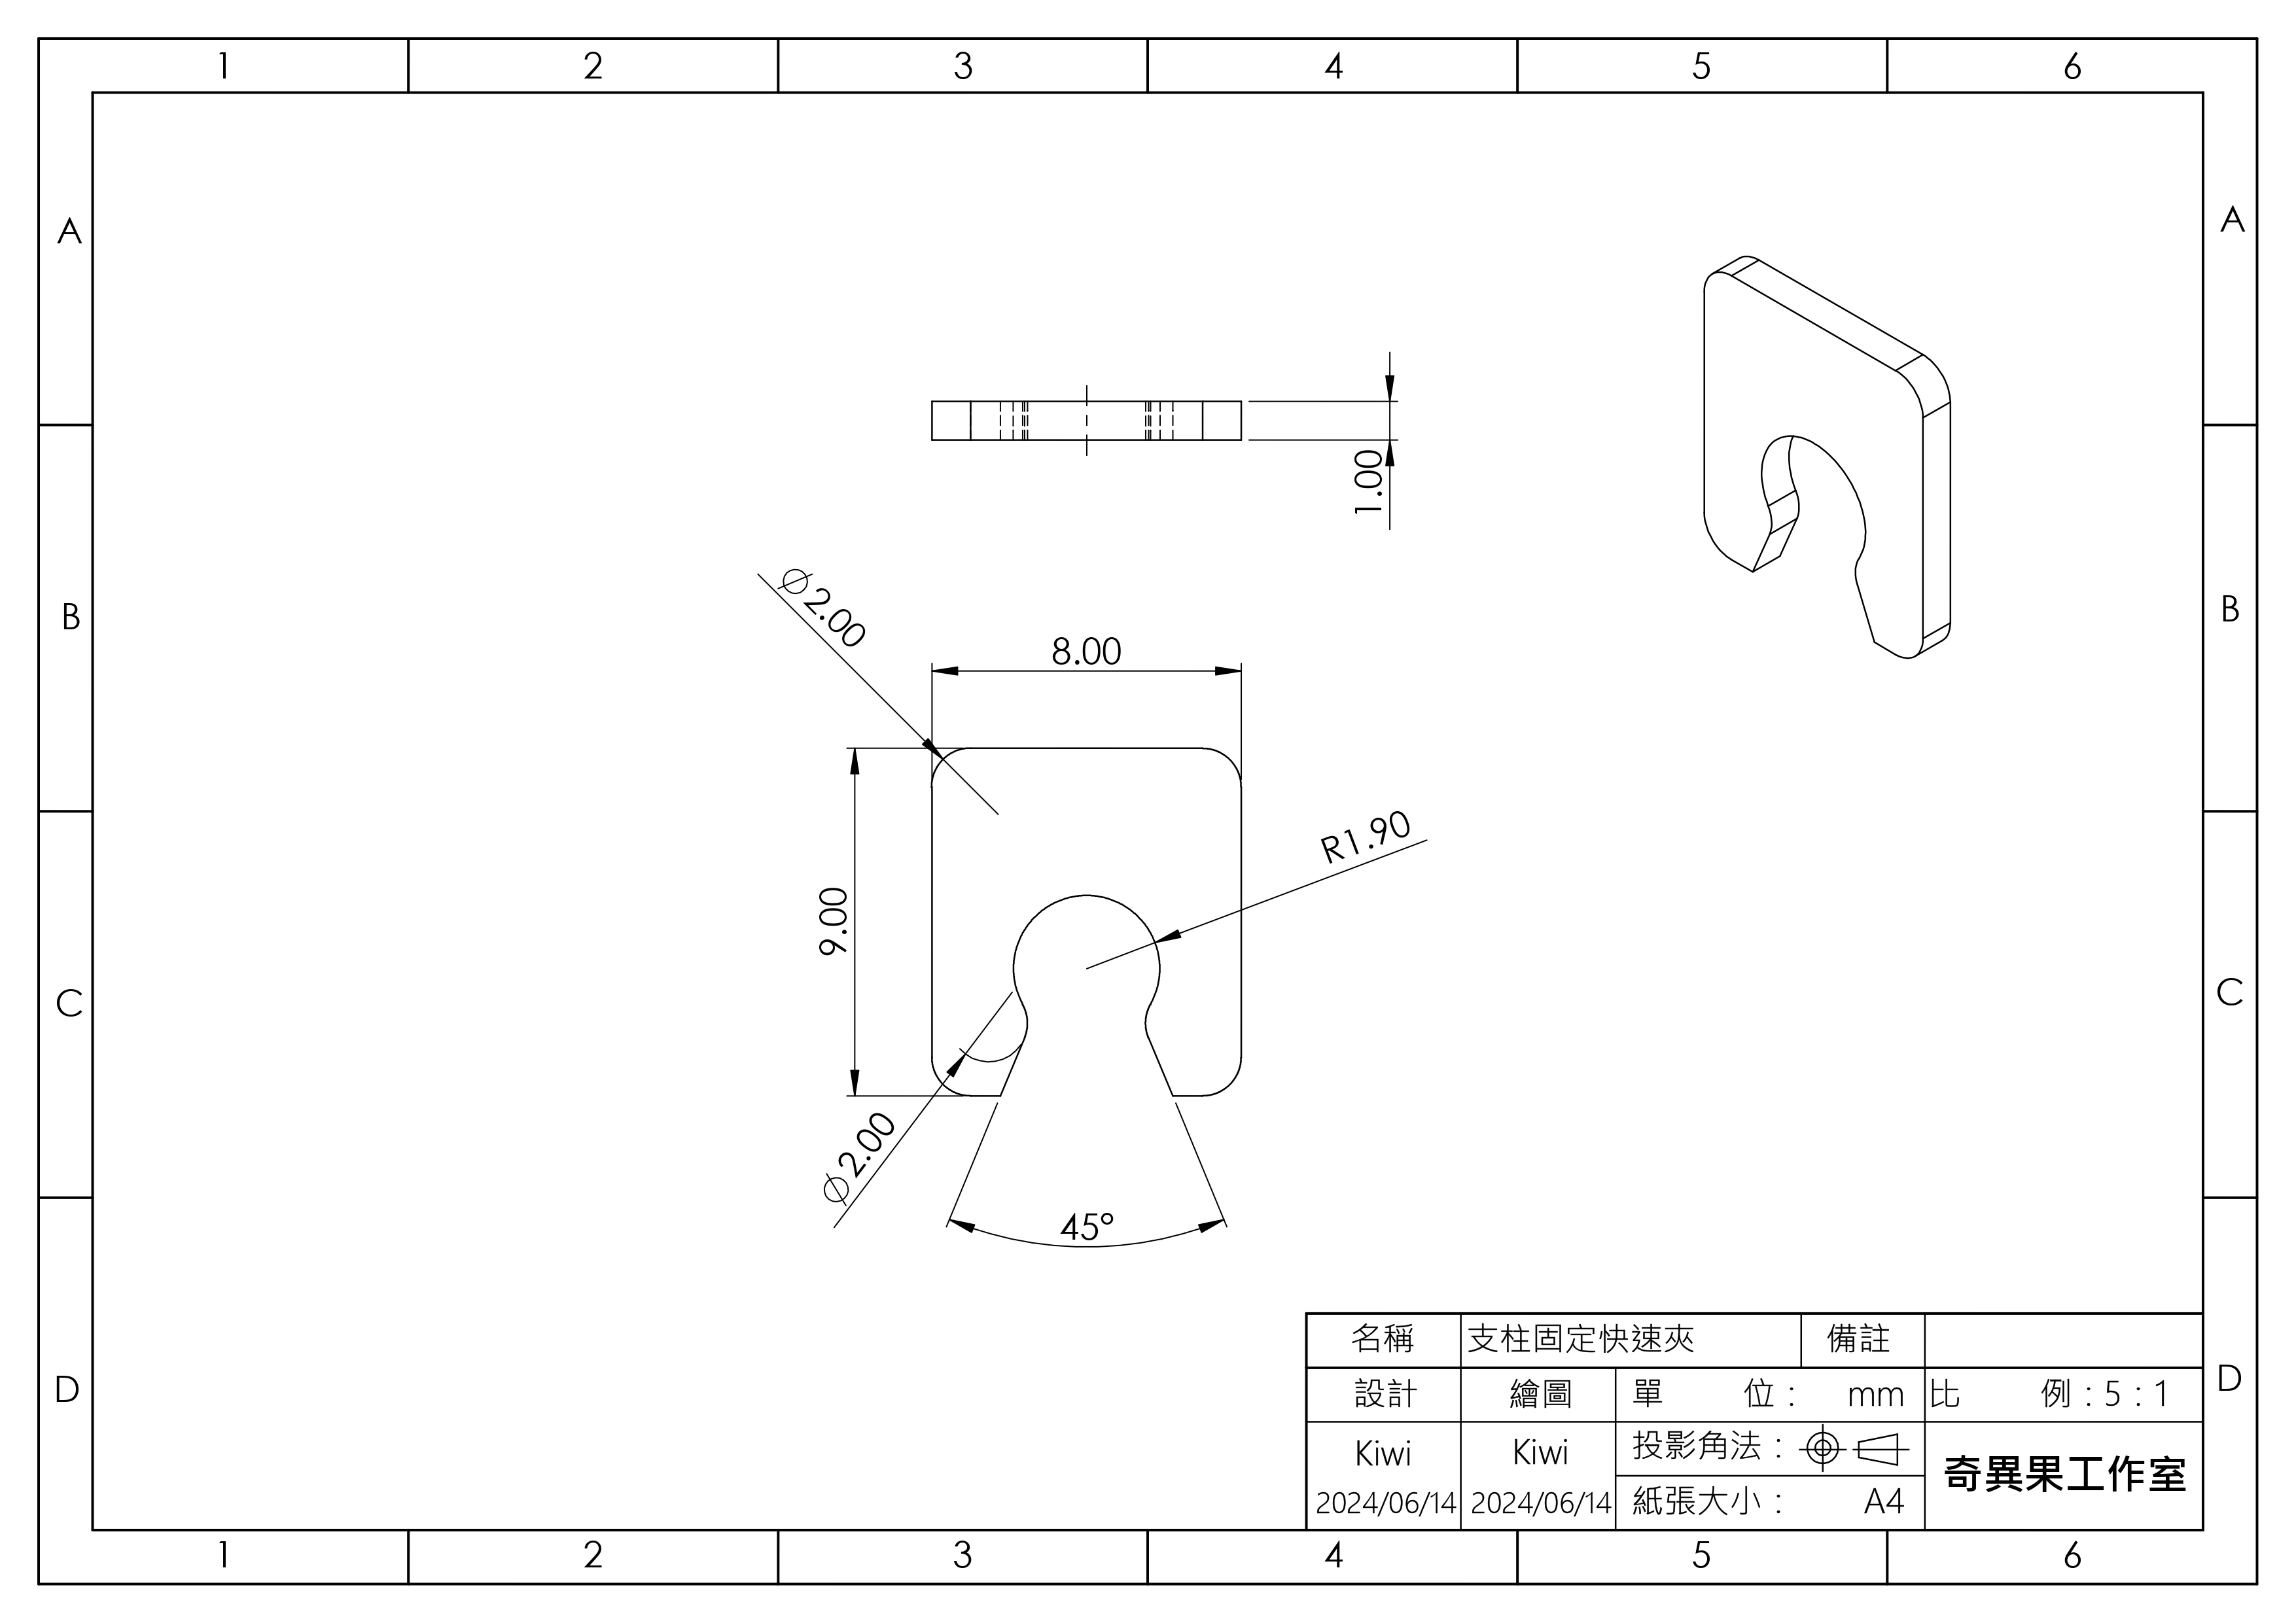 1 2 3 4 5 6
A A
1.00
⌀2.00
B B
8.00
R1.90
9.00
C C
⌀2.00
45°
名稱 支柱固定快速夾 備註
設計 繪圖 單 位： mm 比 例：5：1
D D
Kiwi Kiwi 投影角法：
奇異果工作室
2024/06/14 2024/06/14 紙張大小： A4
1 2 3 4 5 6